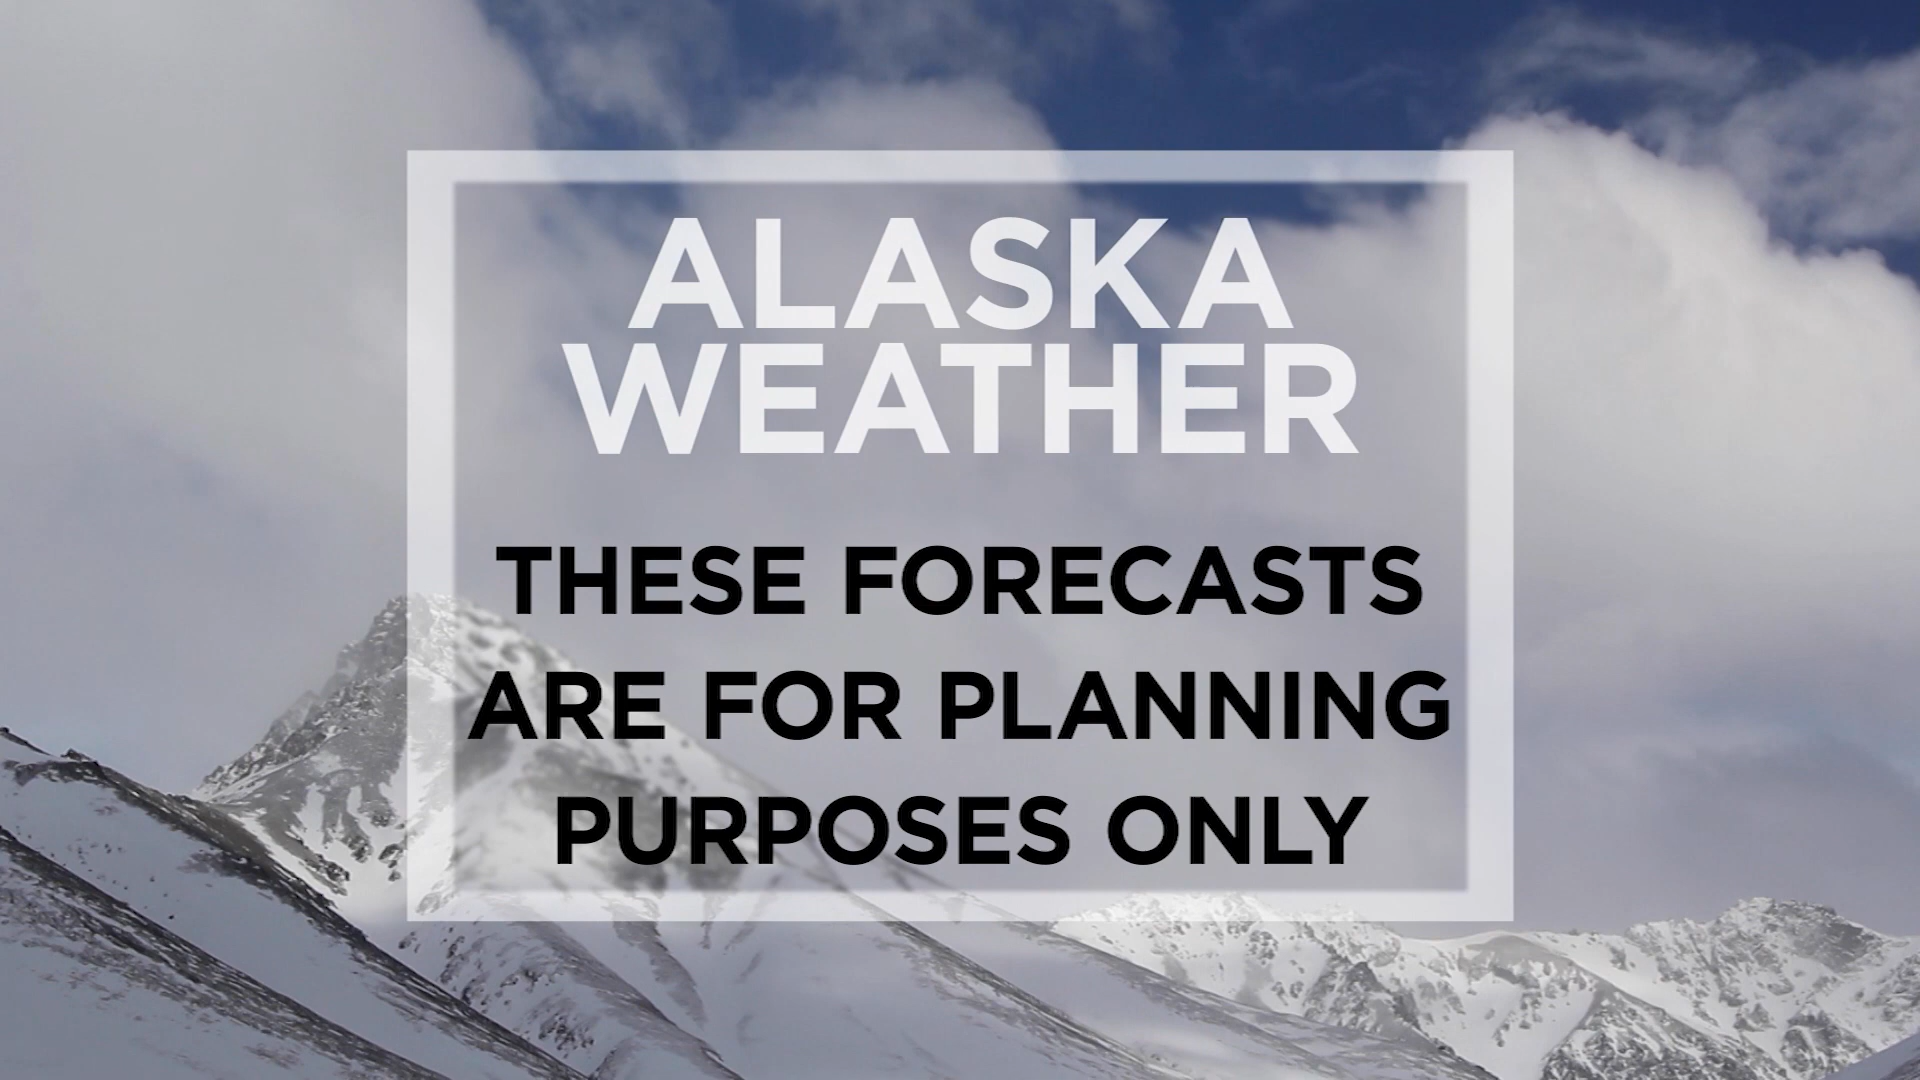 ALASKA
WEATHER
THESE FORECASTS
ARE FOR PLANNING
PURPOSES ONLY